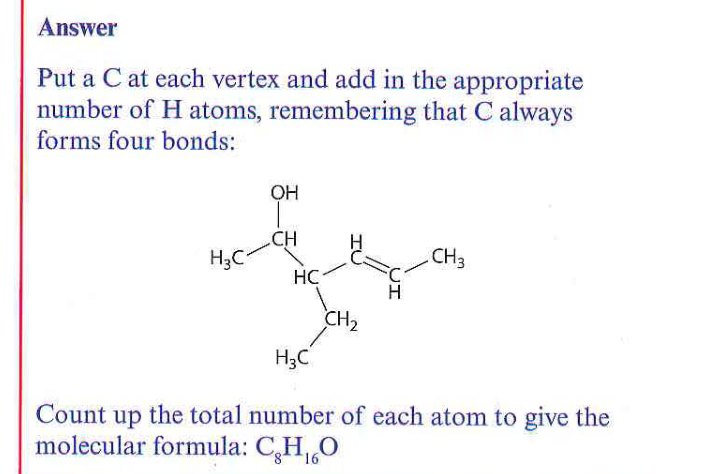 Answer
Put a C at each vertex and add in the appropriate
number of H atoms, remembering that C always
forms four bonds:
OH
CH
H
H₃C
C
CH₃
HC
C
H
CH₂
H₃C
Count up the total number of each atom to give the
molecular formula: C₈H₁₆O